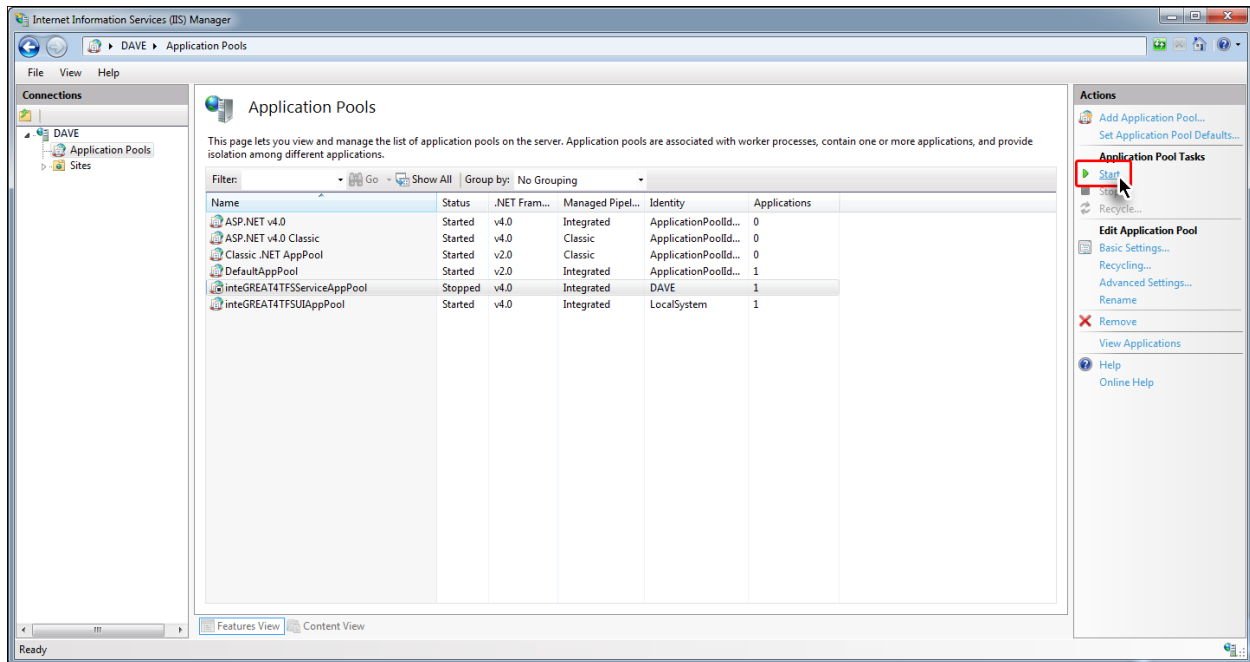 Internet Information Services (IIS) Manager
DAVE Application Pools
File View Help
Connections
DAVE
Application Pools
Sites
Application Pools
This page lets you view and manage the list of application pools on the server. Application pools are associated with worker processes, contain one or more applications, and provide
isolation among different applications.
Filter: Go Show All Group by: No Grouping
Name Status .NET Fram... Managed Pipel... Identity Applications
ASP.NET v4.0 Started v4.0 Integrated ApplicationPoolId... 0
ASP.NET v4.0 Classic Started v4.0 Classic ApplicationPoolId... 0
Classic .NET AppPool Started v2.0 Classic ApplicationPoolId... 0
DefaultAppPool Started v2.0 Integrated ApplicationPoolId... 1
inteGREAT4TFSServiceAppPool Stopped v4.0 Integrated DAVE 1
inteGREAT4TFSUIAppPool Started v4.0 Integrated LocalSystem 1
Features View Content View
Ready
Actions
Add Application Pool...
Set Application Pool Defaults...
Application Pool Tasks
Start
Stop
Recycle...
Edit Application Pool
Basic Settings...
Recycling...
Advanced Settings...
Rename
Remove
View Applications
Help
Online Help